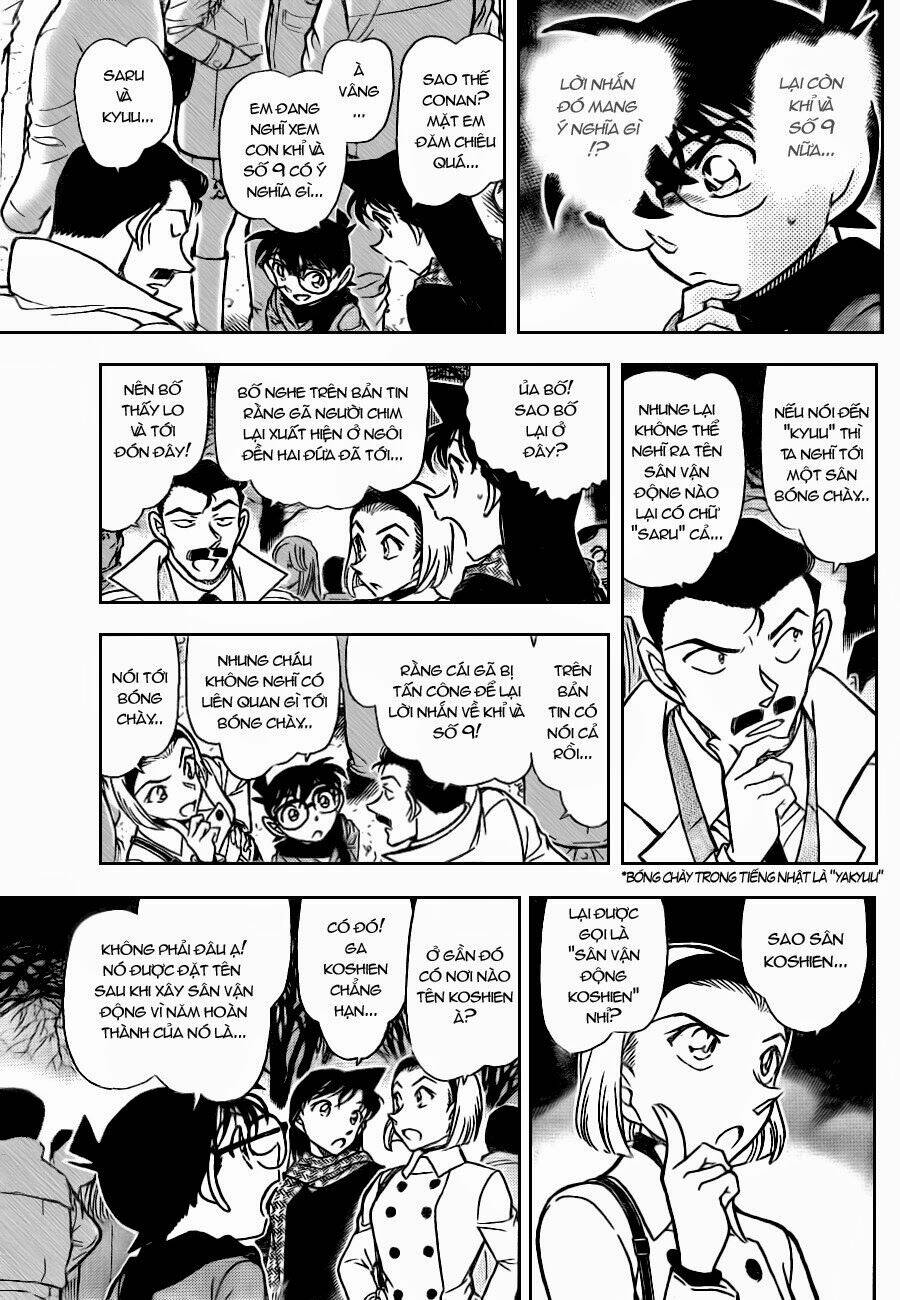 LẠI CÒN
KHỈ VÀ
SỐ 9
NỮA...
LỜI NHẮN
ĐÓ MANG
Ý NGHĨA GÌ
!?
SAO THẾ
CONAN?
MẶT EM
ĐĂM CHIÊU
QUÁ...
À
VÂNG
...
EM ĐANG
NGHĨ XEM
CON KHỈ VÀ
SỐ 9 CÓ Ý
NGHĨA GÌ...
SARU
VÀ
KYUU...
NẾU NÓI ĐẾN
"KYUU" THÌ
TA NGHĨ TỚI
MỘT SÂN
BÓNG CHÀY..
NHƯNG LẠI
KHÔNG THỂ
NGHĨ RA TÊN
SÂN VẬN
ĐỘNG NÀO
LẠI CÓ CHỮ
"SARU" CẢ...
*BÓNG CHÀY TRONG TIẾNG NHẬT LÀ "YAKYUU"
ỦA BỐ!
SAO BỐ
LẠI Ở
ĐÂY?
BỐ NGHE TRÊN BẢN TIN
RẰNG GÃ NGƯỜI CHIM
LẠI XUẤT HIỆN Ở NGÔI
ĐỀN HAI ĐỨA ĐÃ TỚI...
NÊN BỐ
THẤY LO
VÀ TỚI
ĐÓN ĐÂY!
TRÊN
BẢN
TIN CÓ
NÓI CẢ
RỒI...
RẰNG CÁI GÃ BỊ
TẤN CÔNG ĐỂ LẠI
LỜI NHẮN VỀ KHỈ VÀ
SỐ 9!
NHƯNG CHÁU
KHÔNG NGHĨ CÓ
LIÊN QUAN GÌ TỚI
BÓNG CHÀY..
NÓI TỚI
BÓNG
CHÀY..
SAO SÂN
KOSHIEN...
LẠI ĐƯỢC
GỌI LÀ
"SÂN VẬN
ĐỘNG
KOSHIEN"
NHỈ?
Ở GẦN ĐÓ
CÓ NƠI NÀO
TÊN KOSHIEN
À?
CÓ ĐÓ!
GA
KOSHIEN
CHẲNG
HẠN...
KHÔNG PHẢI ĐÂU Ạ!
NÓ ĐƯỢC ĐẶT TÊN
SAU KHI XÂY SÂN VẬN
ĐỘNG VÌ NĂM HOÀN
THÀNH CỦA NÓ LÀ...